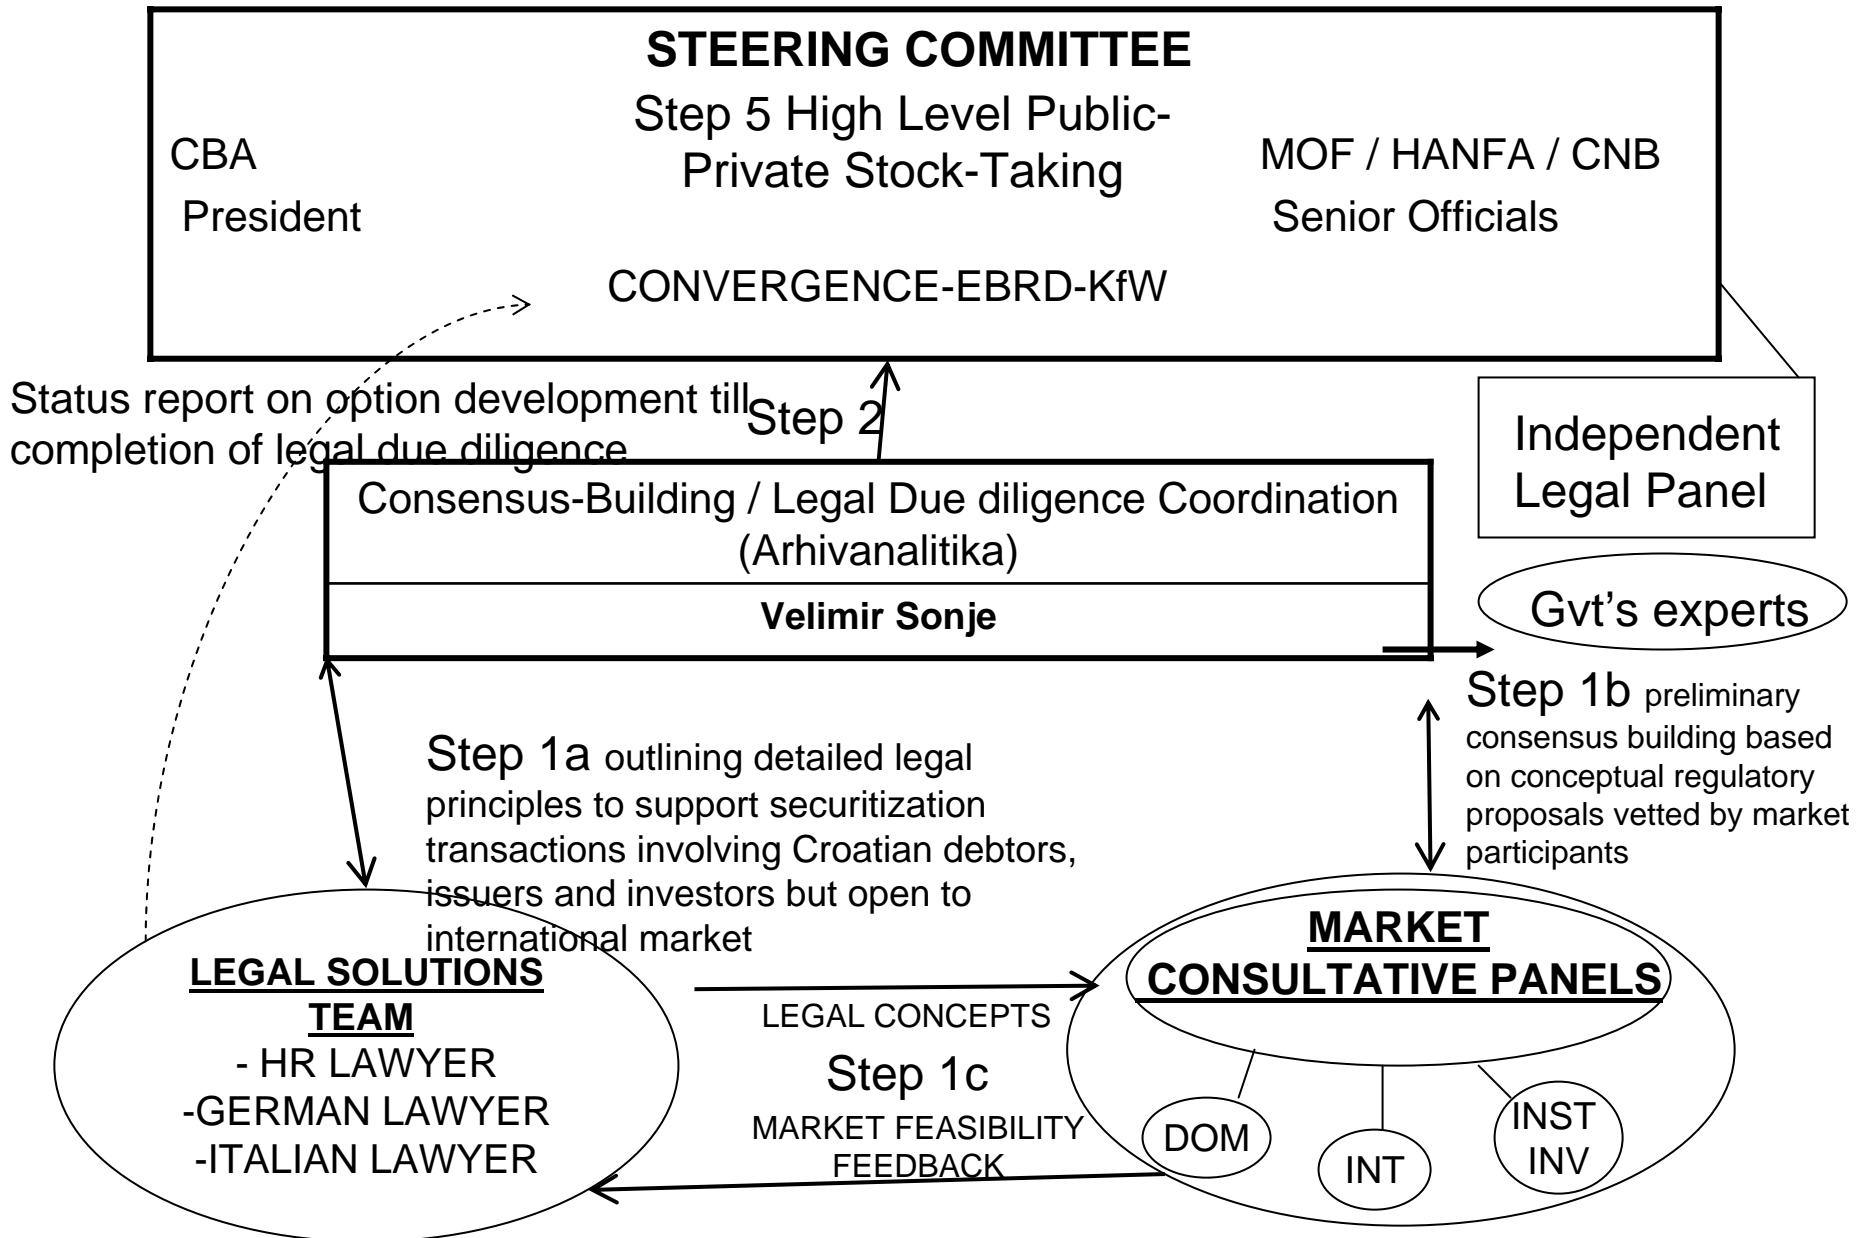 STEERING COMMITTEE
Step 5 High Level Public-
Private Stock-Taking
CBA
President
MOF / HANFA / CNB
Senior Officials
CONVERGENCE-EBRD-KfW
Status report on option development till
completion of legal due diligence
Step 2
Independent
Legal Panel
Consensus-Building / Legal Due diligence Coordination
(Arhivanalitika)
Velimir Sonje
Gvt's experts
Step 1b preliminary
consensus building based
on conceptual regulatory
proposals vetted by market
participants
Step 1a outlining detailed legal
principles to support securitization
transactions involving Croatian debtors,
issuers and investors but open to
international market
LEGAL SOLUTIONS
TEAM
- HR LAWYER
-GERMAN LAWYER
-ITALIAN LAWYER
LEGAL CONCEPTS
Step 1c
MARKET FEASIBILITY
FEEDBACK
MARKET
CONSULTATIVE PANELS
DOM
INT
INST
INV